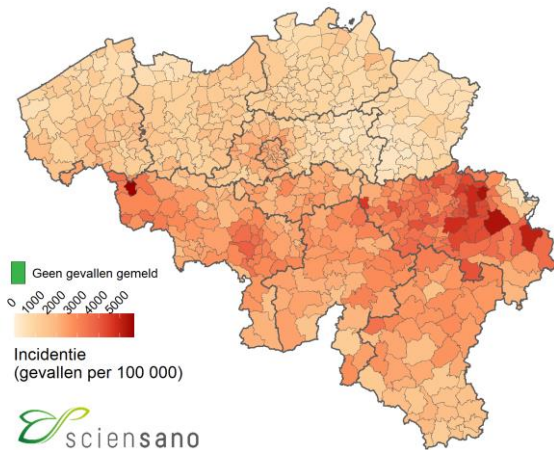 Geen gevallen gemeld
0 1000 2000 3000 4000 5000
Incidentie
(gevallen per 100 000)
sciensano